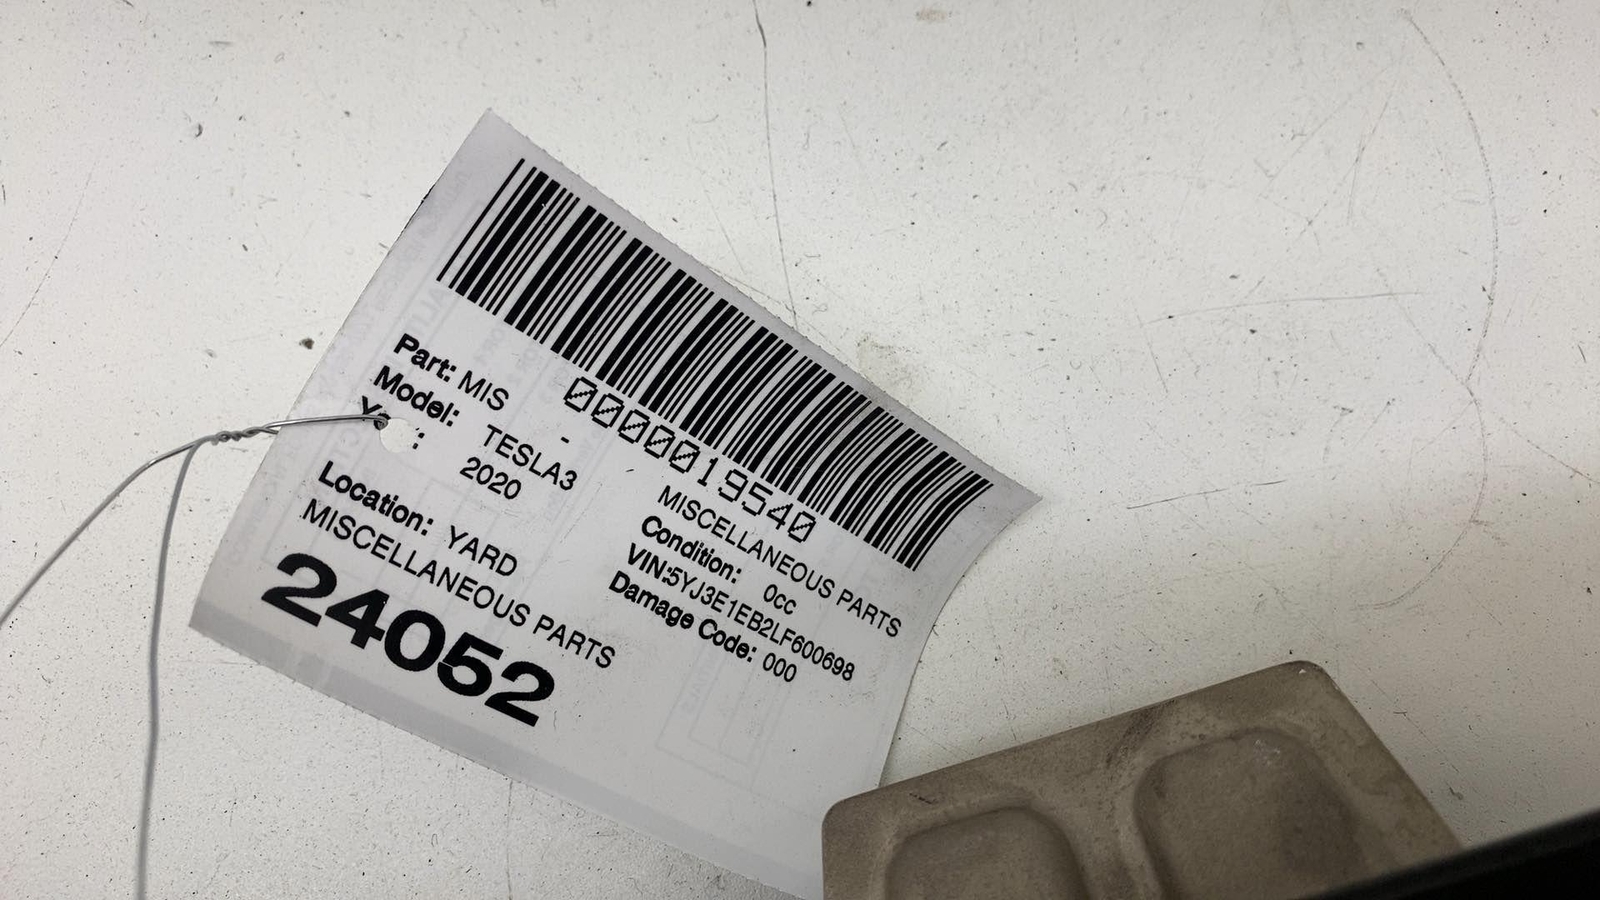 0000019540
Part: MIS -
MISCELLANEOUS PARTS
Model: TESLA3
Condition: 0cc
2020
VIN:5YJ3E1EB2LF600698
Damage Code: 000
Location: YARD
MISCELLANEOUS PARTS
24052